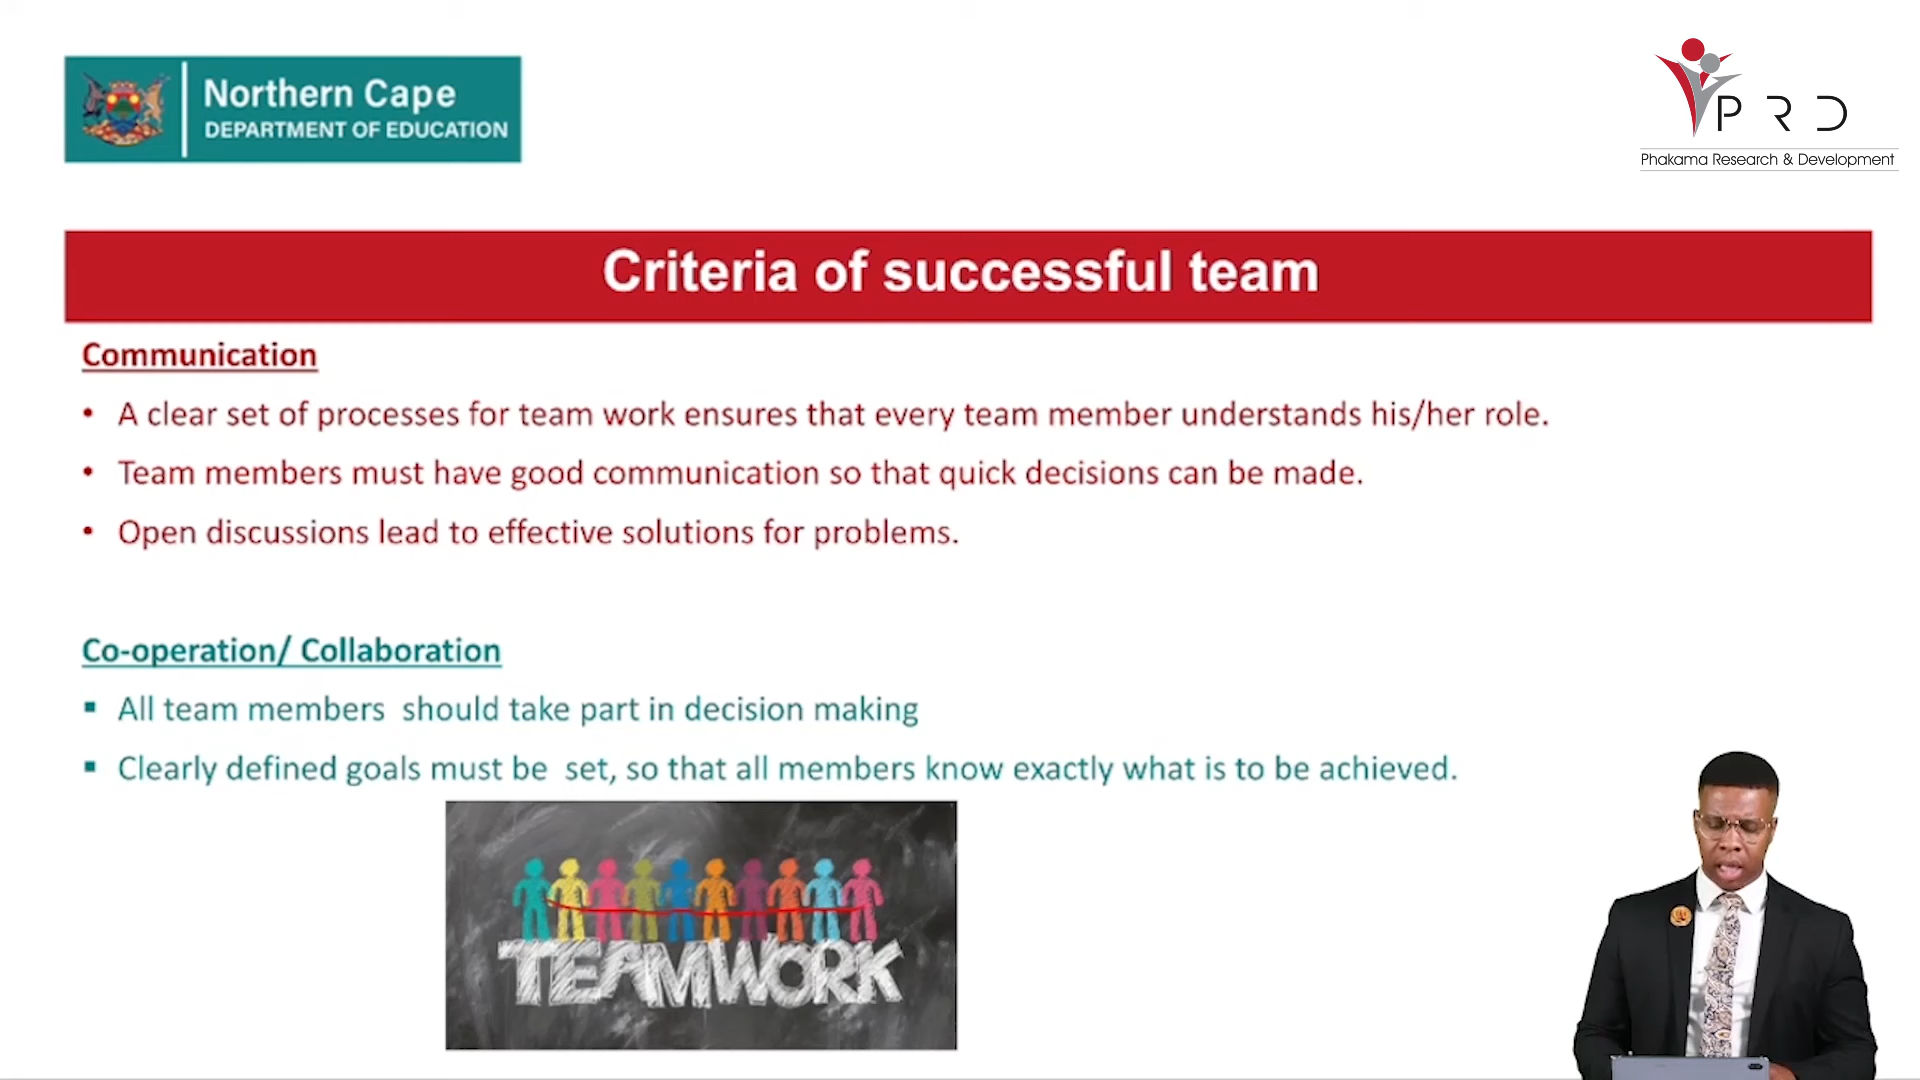 Northern Cape
DEPARTMENT OF EDUCATION
P R D
Phakama Research & Development
Criteria of successful team
Communication
• A clear set of processes for team work ensures that every team member understands his/her role.
• Team members must have good communication so that quick decisions can be made.
• Open discussions lead to effective solutions for problems.
Co-operation/ Collaboration
▪ All team members should take part in decision making
▪ Clearly defined goals must be set, so that all members know exactly what is to be achieved.
TEAMWORK